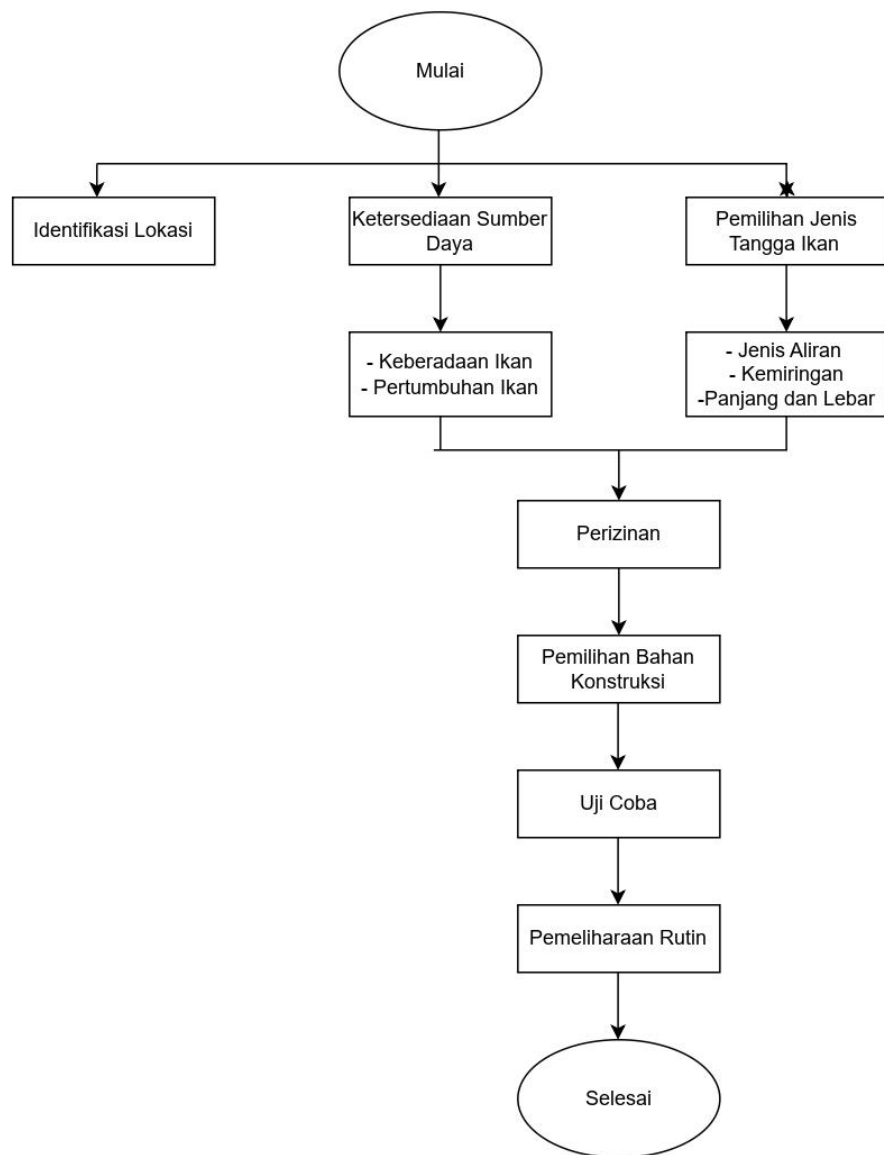 Mulai
Identifikasi Lokasi
Ketersediaan Sumber
Daya
Pemilihan Jenis
Tangga Ikan
- Keberadaan Ikan
- Pertumbuhan Ikan
- Jenis Aliran
- Kemiringan
-Panjang dan Lebar
Perizinan
Pemilihan Bahan
Konstruksi
Uji Coba
Pemeliharaan Rutin
Selesai